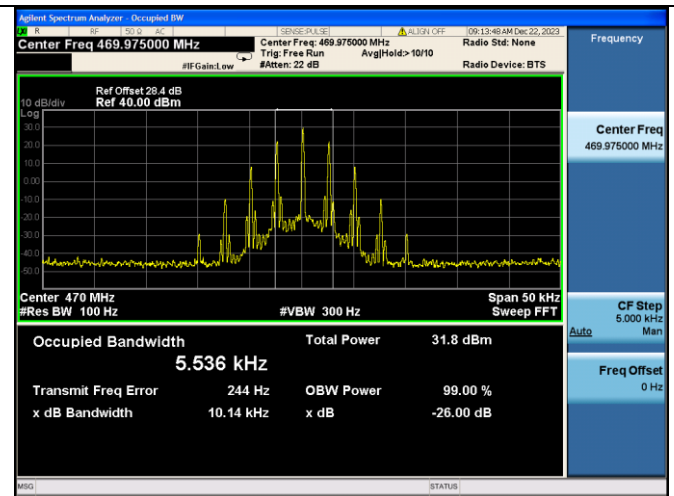 Agilent Spectrum Analyzer - Occupied BW
R RF 50 Ω AC SENSE:PULSE ALIGN OFF 09:13:48 AM Dec 22, 2023
Center Freq 469.975000 MHz Center Freq: 469.975000 MHz Radio Std: None Frequency
Trig: Free Run Avg|Hold:> 10/10
#IFGain:Low #Atten: 22 dB Radio Device: BTS
Ref Offset 28.4 dB
10 dB/div Ref 40.00 dBm
Log
30.0
20.0
10.0
0.00
-10.0
-20.0
-30.0
-40.0
-50.0
Center Freq
469.975000 MHz
Center 470 MHz Span 50 kHz
#Res BW 100 Hz #VBW 300 Hz Sweep FFT
CF Step
5.000 kHz
Auto Man
Occupied Bandwidth Total Power 31.8 dBm
5.536 kHz
Freq Offset
0 Hz
Transmit Freq Error 244 Hz OBW Power 99.00 %
x dB Bandwidth 10.14 kHz x dB -26.00 dB
MSG STATUS